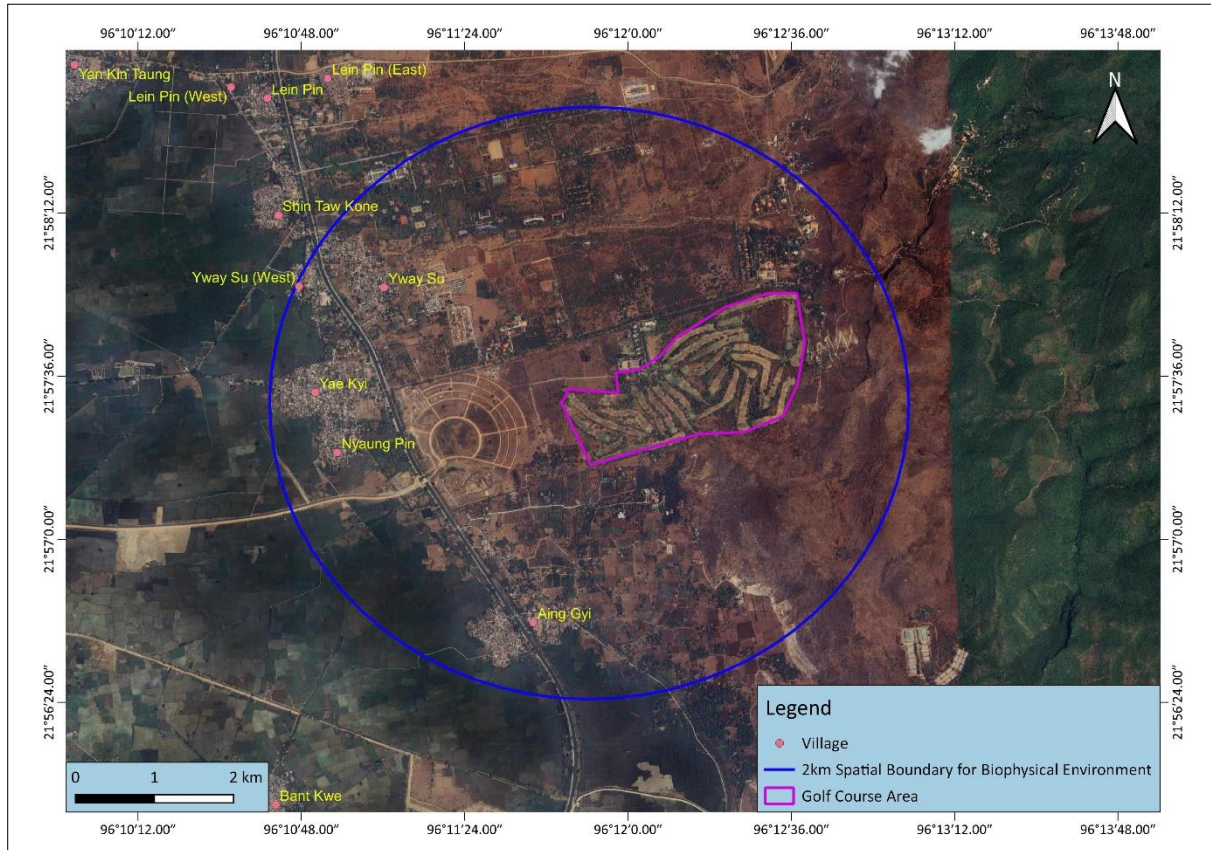 96°10′12.00″ 96°10′48.00″ 96°11′24.00″ 96°12′0.00″ 96°12′36.00″ 96°13′12.00″ 96°13′48.00″
N
Yan Kin Taung
Lein Pin (East)
Lein Pin (West)
Lein Pin
21°58′12.00″ 21°58′12.00″
Shin Taw Kone
Yway Su (West)
Yway Su
21°57′36.00″ 21°57′36.00″
Yae Kyi
Nyaung Pin
21°57′0.00″ 21°57′0.00″
Aing Gyi
21°56′24.00″ 21°56′24.00″
Legend
Village
2km Spatial Boundary for Biophysical Environment
Golf Course Area
0 1 2 km
Bant Kwe
96°10′12.00″ 96°10′48.00″ 96°11′24.00″ 96°12′0.00″ 96°12′36.00″ 96°13′12.00″ 96°13′48.00″